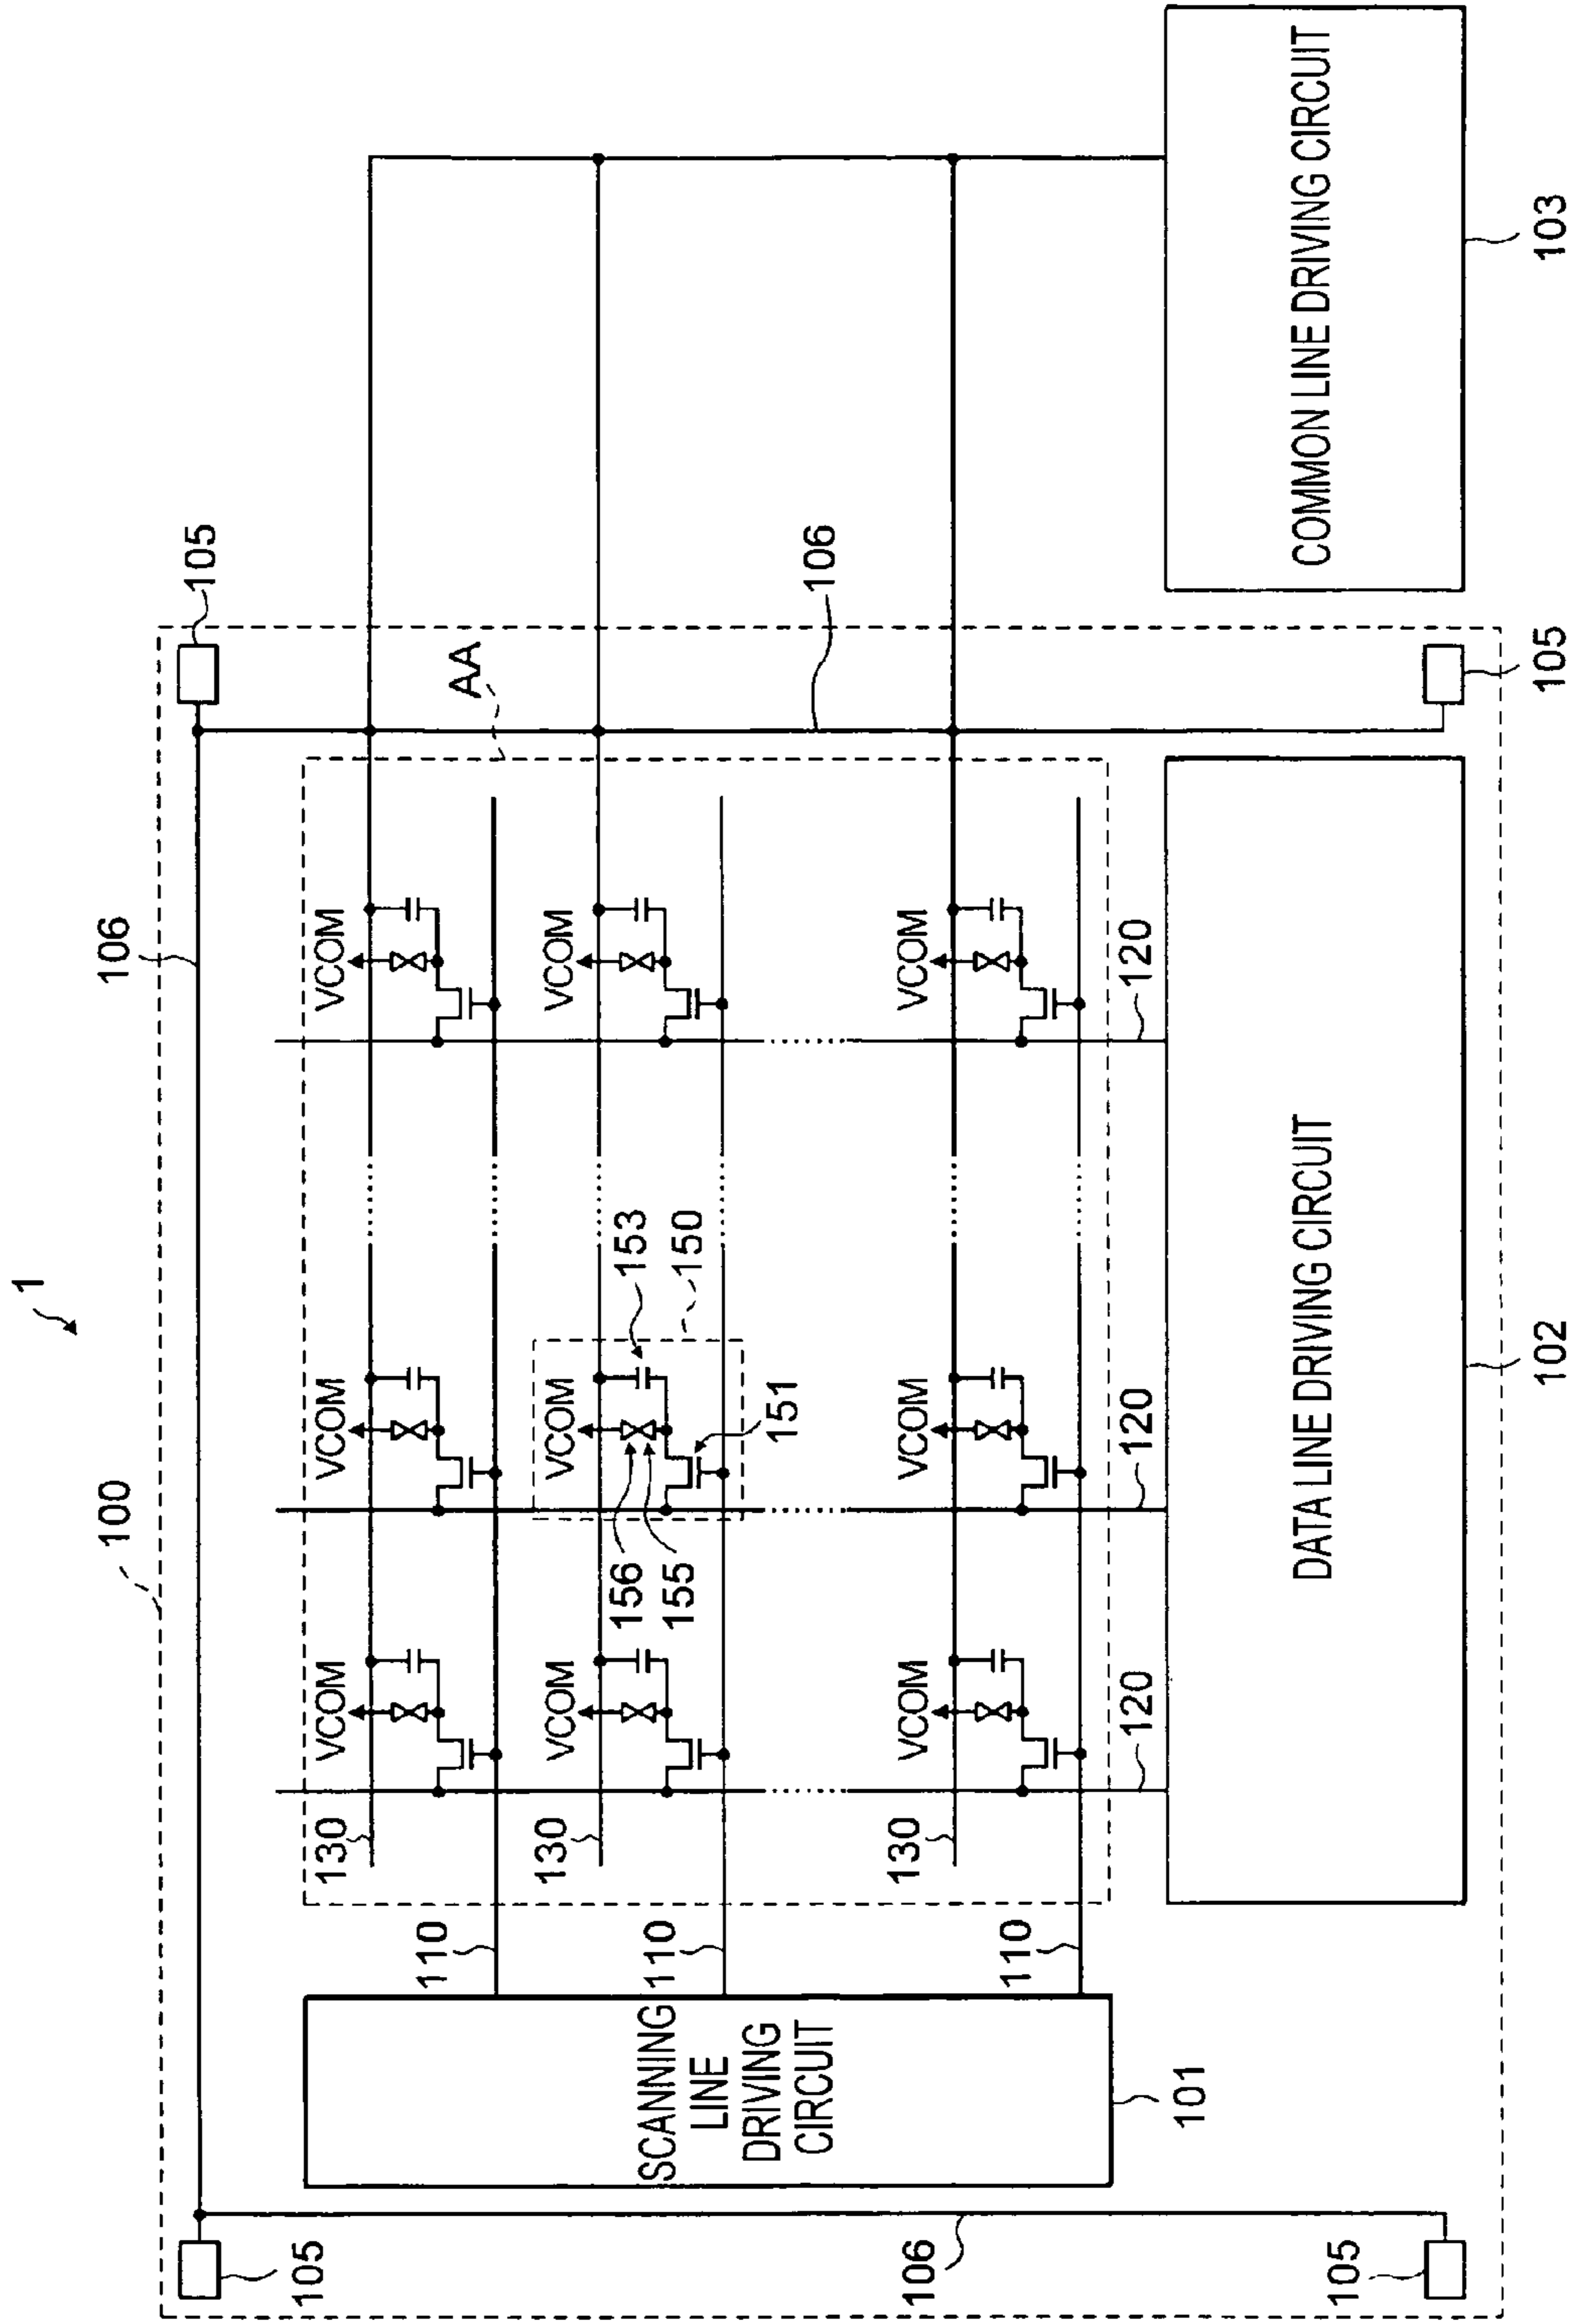 1
100
106
105
105
130
VCOM
VCOM
VCOM
AA
110
130
VCOM
VCOM
VCOM
156
153
155
150
110
SCANNING
LINE
DRIVING
CIRCUIT
151
106
130
VCOM
VCOM
VCOM
106
110
120
120
120
101
DATA LINE DRIVING CIRCUIT
COMMON LINE DRIVING CIRCUIT
105
102
105
103